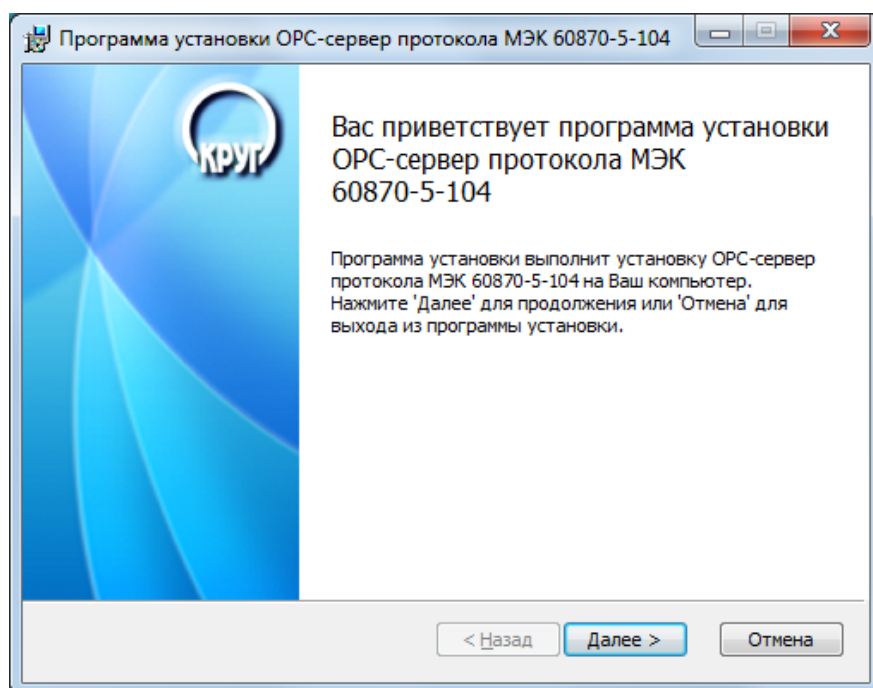 Программа установки OPC-сервер протокола МЭК 60870-5-104
КРУГ
Вас приветствует программа установки
OPC-сервер протокола МЭК
60870-5-104
Программа установки выполнит установку OPC-сервер
протокола МЭК 60870-5-104 на Ваш компьютер.
Нажмите 'Далее' для продолжения или 'Отмена' для
выхода из программы установки.
< Назад
Далее >
Отмена